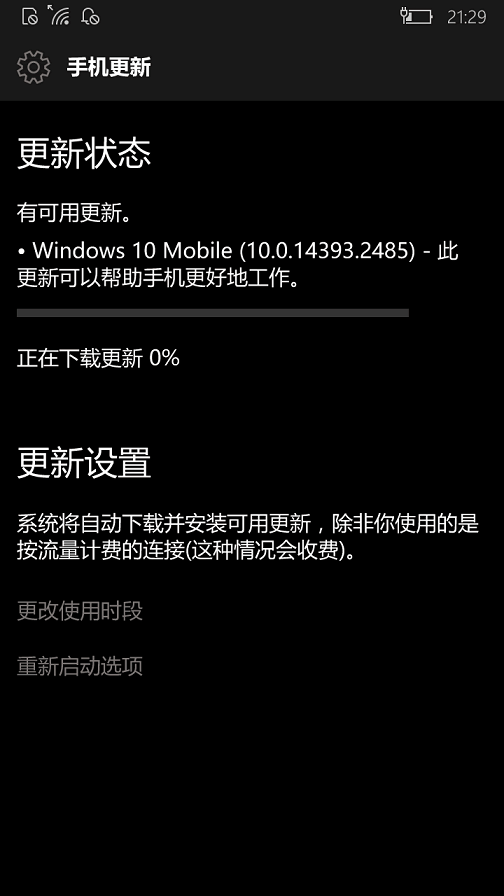 21:29
手机更新
更新状态
有可用更新。
• Windows 10 Mobile (10.0.14393.2485) - 此
更新可以帮助手机更好地工作。
正在下载更新 0%
更新设置
系统将自动下载并安装可用更新，除非你使用的是
按流量计费的连接(这种情况会收费)。
更改使用时段
重新启动选项